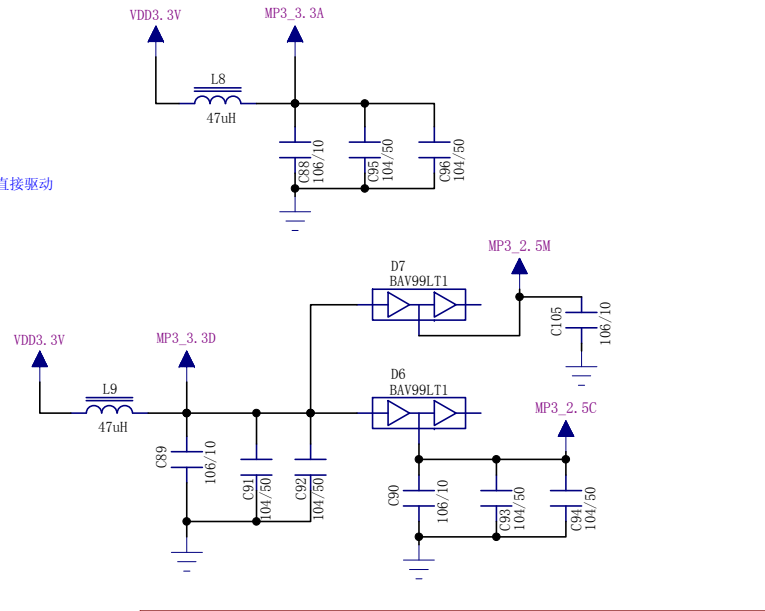 VDD3.3V
MP3_3.3A
L8
47uH
C88
106/10
C95
104/50
C96
104/50
直接驱动
MP3_2.5M
D7
BAV99LT1
C105
106/10
VDD3.3V
MP3_3.3D
L9
47uH
D6
BAV99LT1
MP3_2.5C
C89
106/10
C91
104/50
C92
104/50
C90
106/10
C93
104/50
C94
104/50